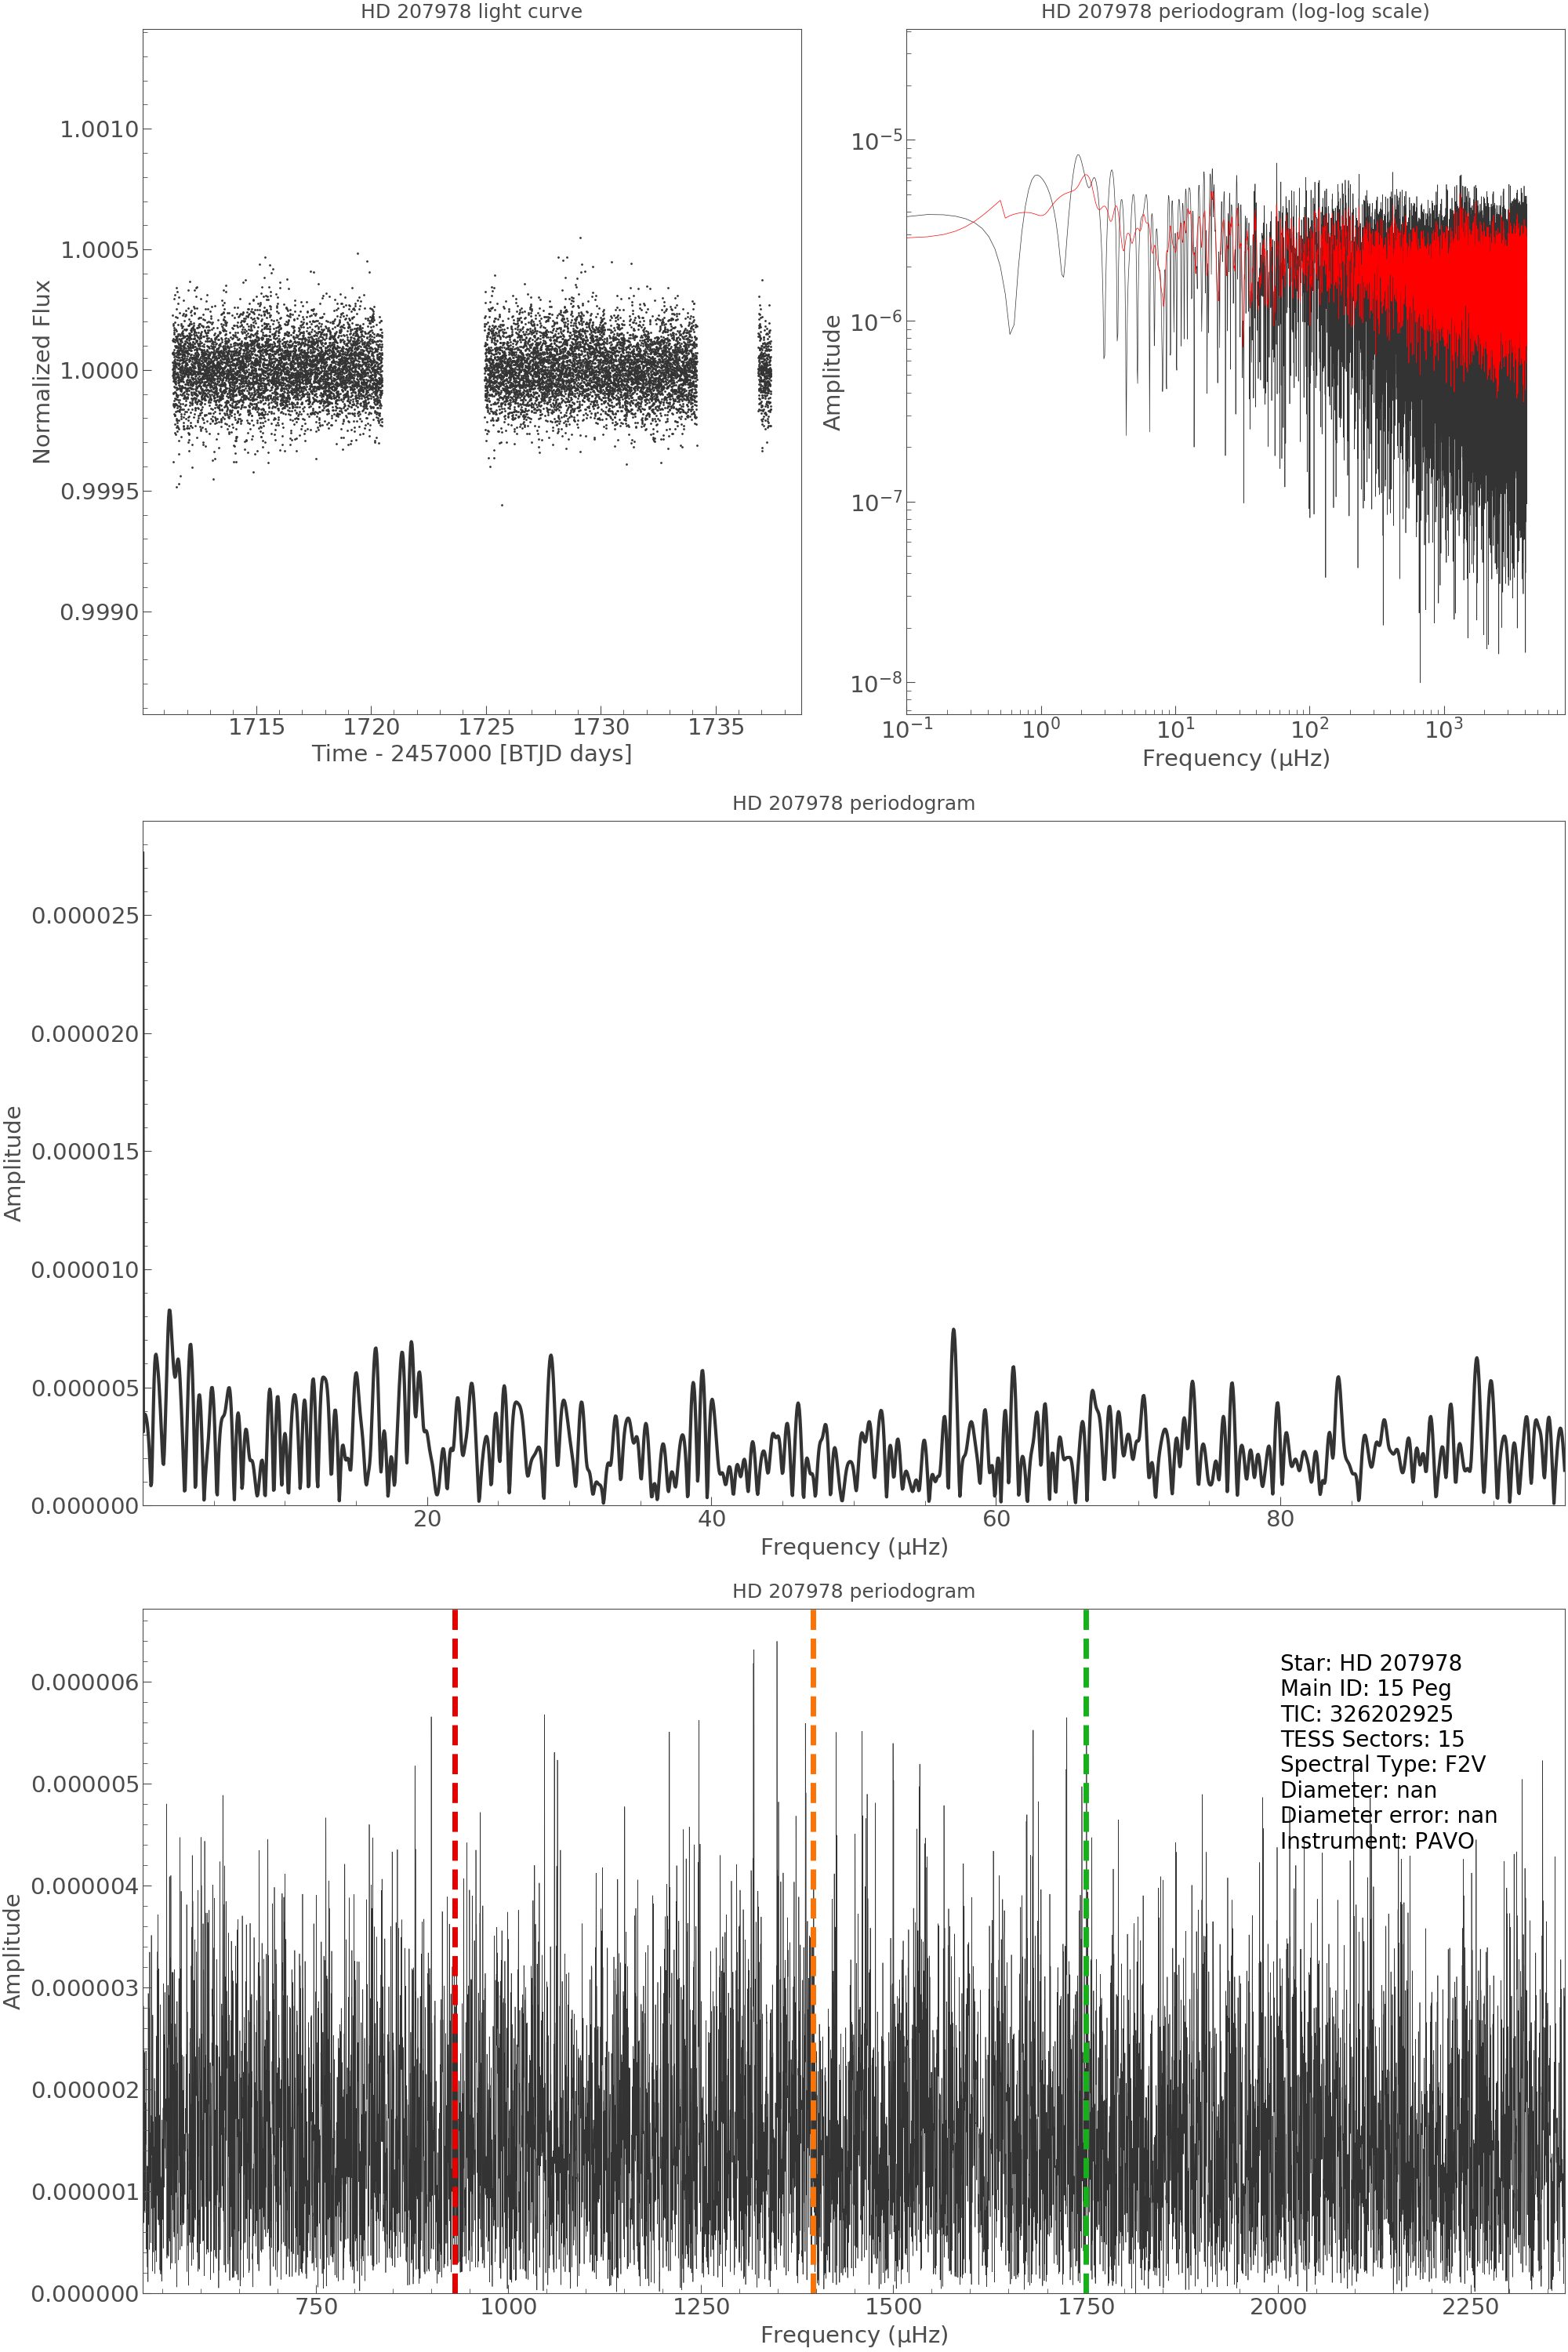 HD 207978 light curve
1.0010
1.0005
1.0000
0.9995
0.9990
Normalized Flux
1715 1720 1725 1730 1735
Time - 2457000 [BTJD days]
HD 207978 periodogram (log-log scale)
10⁻⁵
10⁻⁶
10⁻⁷
10⁻⁸
Amplitude
10⁻¹ 10⁰ 10¹ 10² 10³
Frequency (μHz)
HD 207978 periodogram
0.000025
0.000020
0.000015
0.000010
0.000005
0.000000
Amplitude
20 40 60 80
Frequency (μHz)
HD 207978 periodogram
0.000006
0.000005
0.000004
0.000003
0.000002
0.000001
0.000000
Amplitude
Star: HD 207978
Main ID: 15 Peg
TIC: 326202925
TESS Sectors: 15
Spectral Type: F2V
Diameter: nan
Diameter error: nan
Instrument: PAVO
750 1000 1250 1500 1750 2000 2250
Frequency (μHz)